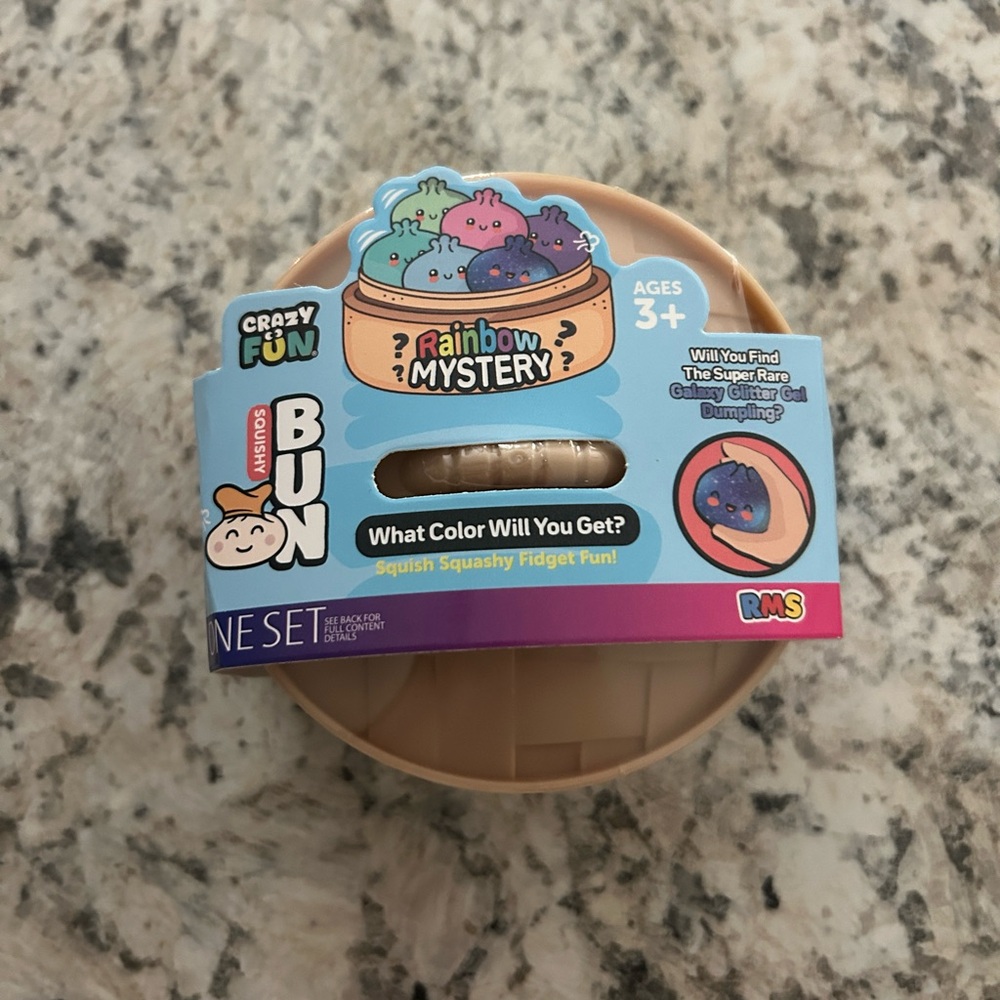 CRAZY
FUN
SQUISHY
BUN
? ?
? ?
Rainbow
MYSTERY
AGES
3+
Will You Find
The Super Rare
Galaxy Glitter Gel
Dumpling?
What Color Will You Get?
Squish Squashy Fidget Fun!
ONE SET
SEE BACK FOR
FULL CONTENT
DETAILS
RMS